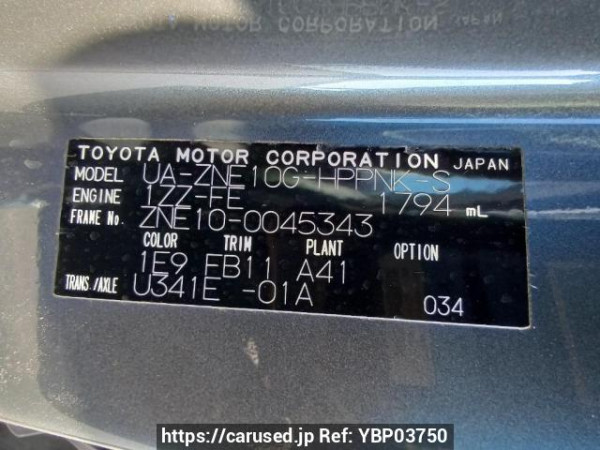 TOYOTA MOTOR CORPORATION JAPAN
MODEL UA-ZNE10G-HPPNK-S
ENGINE 1ZZ-FE 1794 mL
FRAME No. ZNE10-0045343
COLOR TRIM PLANT OPTION
1E9 EB11 A41
TRANS./AXLE U341E -01A 034
https://carused.jp Ref: YBP03750